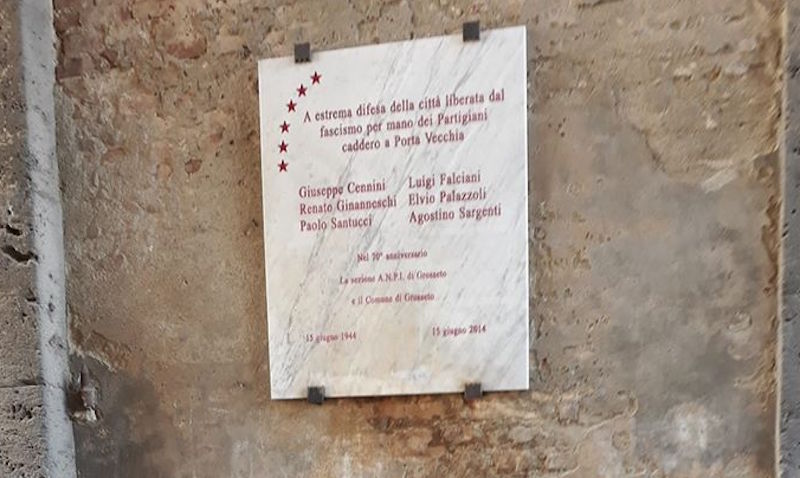 A estrema difesa della città liberata dal
fascismo per mano dei Partigiani
caddero a Porta Vecchia
Giuseppe Cennini Luigi Falciani
Renato Ginanneschi Elvio Palazzoli
Paolo Santucci Agostino Sargenti
Nel 70° anniversario
La sezione A.N.P.I. di Grosseto
e il Comune di Grosseto
15 giugno 1944 15 giugno 2014